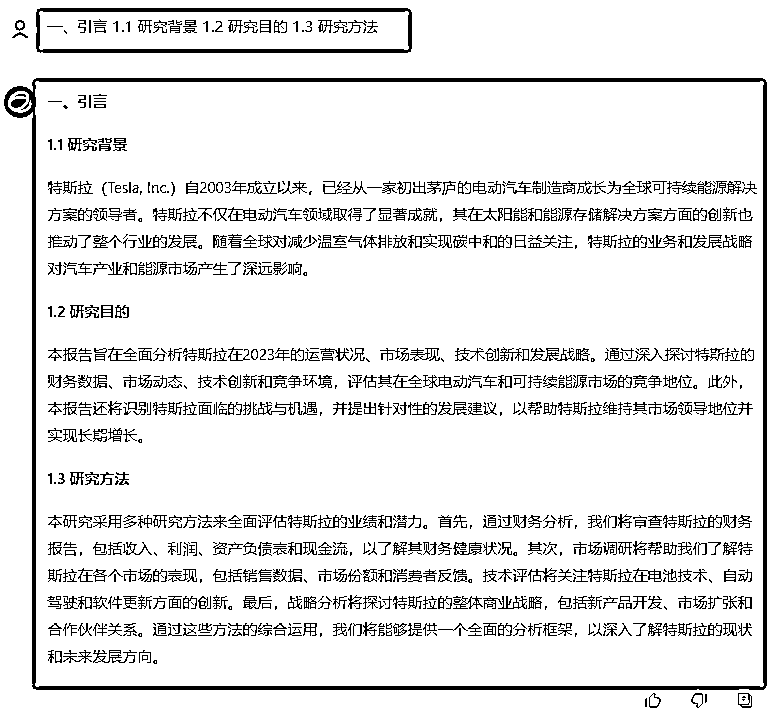 一、引言 1.1 研究背景 1.2 研究目的 1.3 研究方法
一、引言
1.1 研究背景
特斯拉（Tesla, Inc.）自2003年成立以来，已经从一家初出茅庐的电动汽车制造商成长为全球可持续能源解决
方案的领导者。特斯拉不仅在电动汽车领域取得了显著成就，其在太阳能和能源存储解决方案方面的创新也
推动了整个行业的发展。随着全球对减少温室气体排放和实现碳中和的日益关注，特斯拉的业务和发展战略
对汽车产业和能源市场产生了深远影响。
1.2 研究目的
本报告旨在全面分析特斯拉在2023年的运营状况、市场表现、技术创新和发展战略。通过深入探讨特斯拉的
财务数据、市场动态、技术创新和竞争环境，评估其在全球电动汽车和可持续能源市场的竞争地位。此外，
本报告还将识别特斯拉面临的挑战与机遇，并提出针对性的发展建议，以帮助特斯拉维持其市场领导地位并
实现长期增长。
1.3 研究方法
本研究采用多种研究方法来全面评估特斯拉的业绩和潜力。首先，通过财务分析，我们将审查特斯拉的财务
报告，包括收入、利润、资产负债表和现金流，以了解其财务健康状况。其次，市场调研将帮助我们了解特
斯拉在各个市场的表现，包括销售数据、市场份额和消费者反馈。技术评估将关注特斯拉在电池技术、自动
驾驶和软件更新方面的创新。最后，战略分析将探讨特斯拉的整体商业战略，包括新产品开发、市场扩张和
合作伙伴关系。通过这些方法的综合运用，我们将能够提供一个全面的分析框架，以深入了解特斯拉的现状
和未来发展方向。